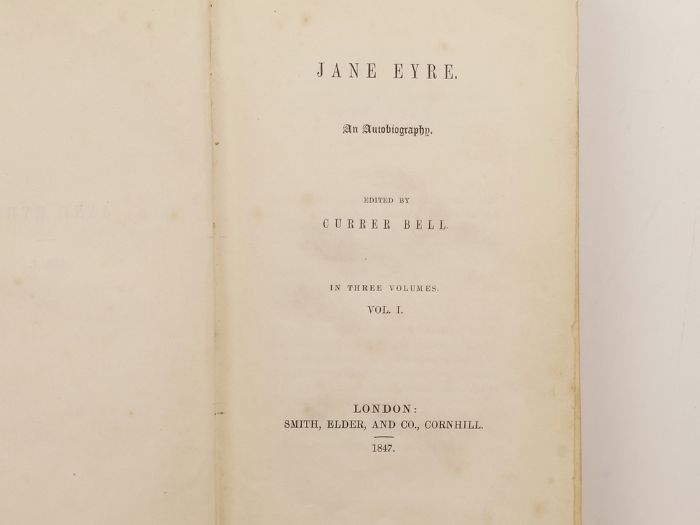 JANE EYRE.
An Autobiography.
EDITED BY
CURRER BELL.
IN THREE VOLUMES.
VOL. I.
LONDON:
SMITH, ELDER, AND CO., CORNHILL.
1847.